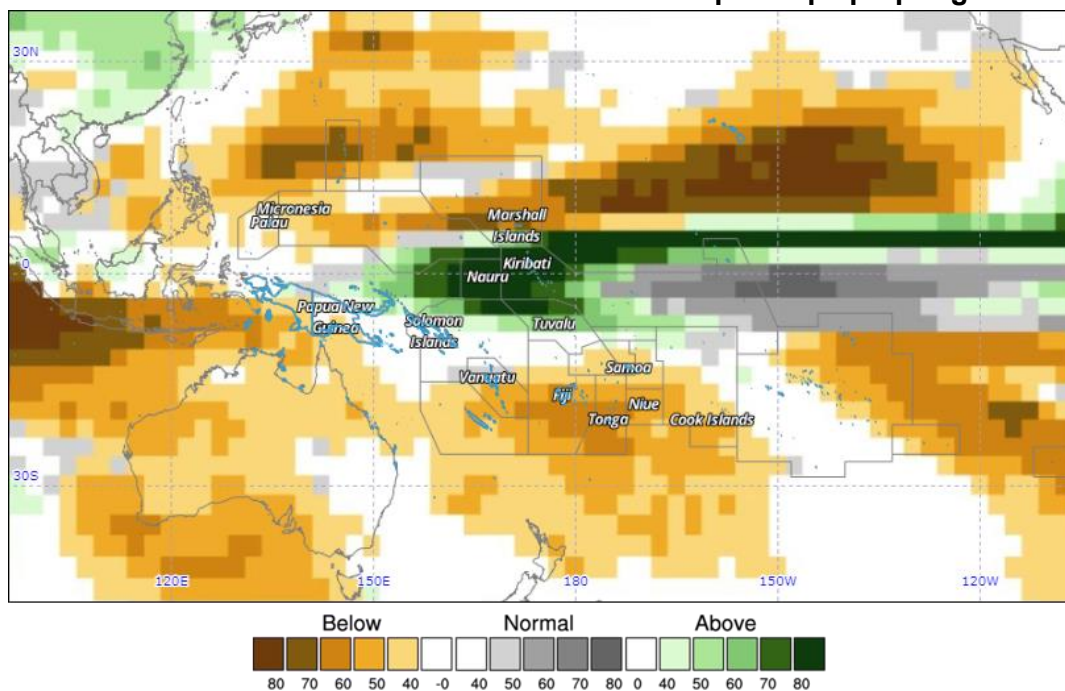 30N
Micronesia
Palau
Marshall
Islands
0
Kiribati
Nauru
Papua New
Guinea
Solomon
Islands
Tuvalu
Samoa
Vanuatu
Fiji
Niue
Tonga
Cook Islands
30S
120E 150E 180 150W 120W
Below Normal Above
80 70 60 50 40 -0 40 50 60 70 80 0 40 50 60 70 80